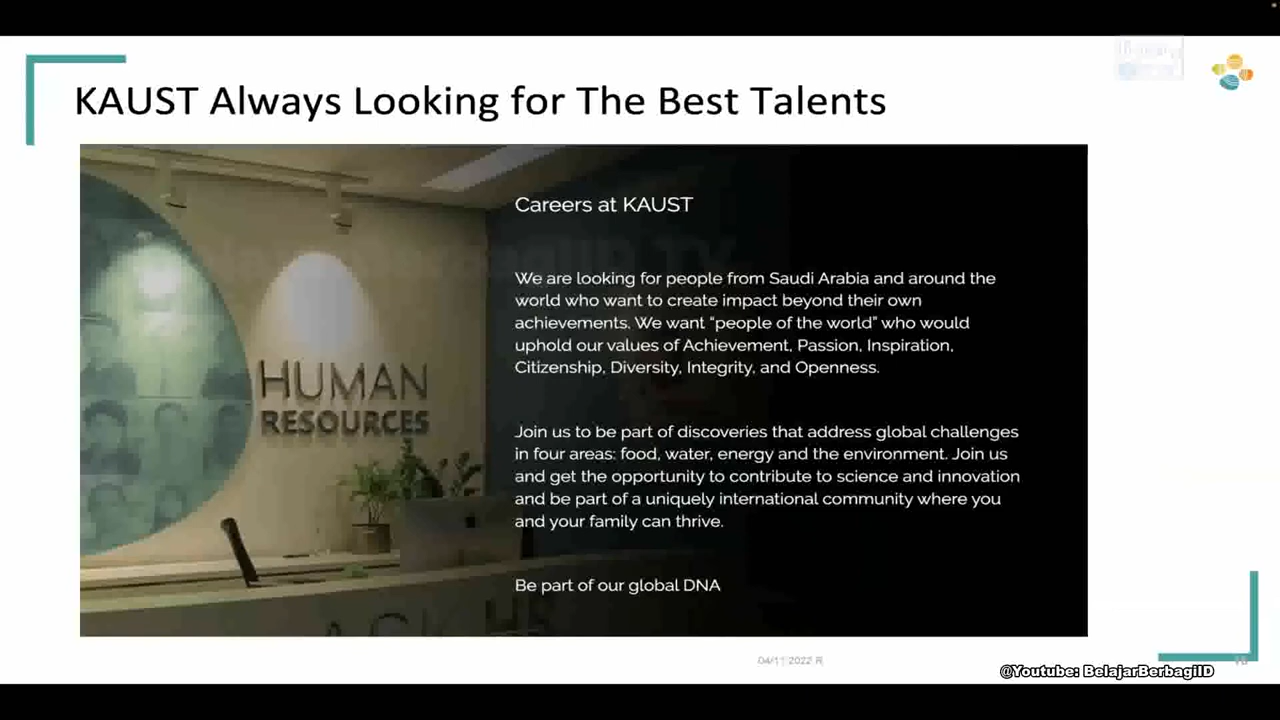 KAUST Always Looking for The Best Talents
Careers at KAUST
We are looking for people from Saudi Arabia and around the
world who want to create impact beyond their own
achievements. We want “people of the world” who would
uphold our values of Achievement, Passion, Inspiration,
Citizenship, Diversity, Integrity, and Openness.
Join us to be part of discoveries that address global challenges
in four areas: food, water, energy and the environment. Join us
and get the opportunity to contribute to science and innovation
and be part of a uniquely international community where you
and your family can thrive.
Be part of our global DNA
HUMAN
RESOURCES
04/11/2022
@Youtube: BelajarBerbagiID